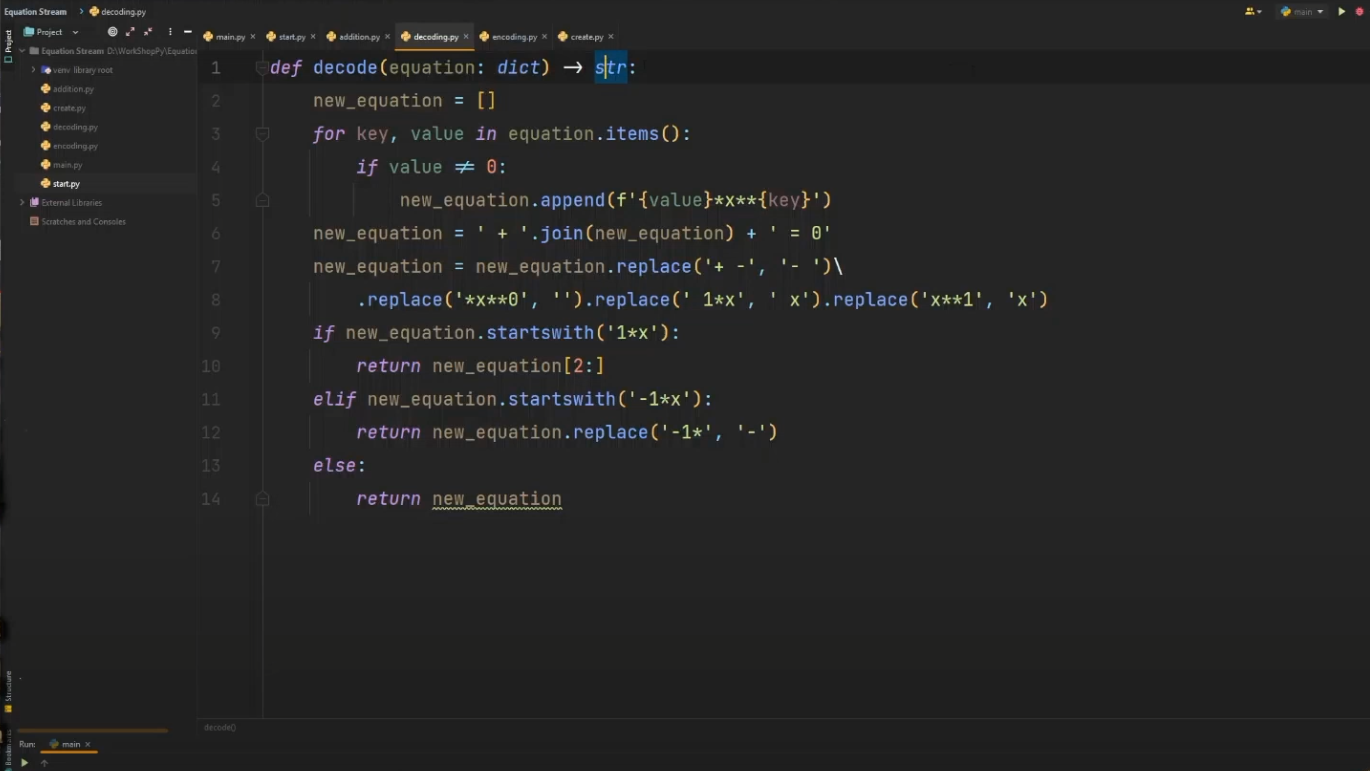 Equation Stream > decoding.py
main
Project
Project
main.py × start.py × addition.py × decoding.py × encoding.py × create.py ×
Equation Stream D:\WorkShopPy\Equation
venv library root
addition.py
create.py
decoding.py
encoding.py
main.py
start.py
External Libraries
Scratches and Consoles
1 def decode(equation: dict) → str:
2 new_equation = []
3 for key, value in equation.items():
4 if value ≠ 0:
5 new_equation.append(f'{value}*x**{key}')
6 new_equation = ' + '.join(new_equation) + ' = 0'
7 new_equation = new_equation.replace('+ -', '- ')\
8 .replace('*x**0', '').replace(' 1*x', ' x').replace('x**1', 'x')
9 if new_equation.startswith('1*x'):
10 return new_equation[2:]
11 elif new_equation.startswith('-1*x'):
12 return new_equation.replace('-1*', '-')
13 else:
14 return new_equation
Structure
decode()
Run: main ×